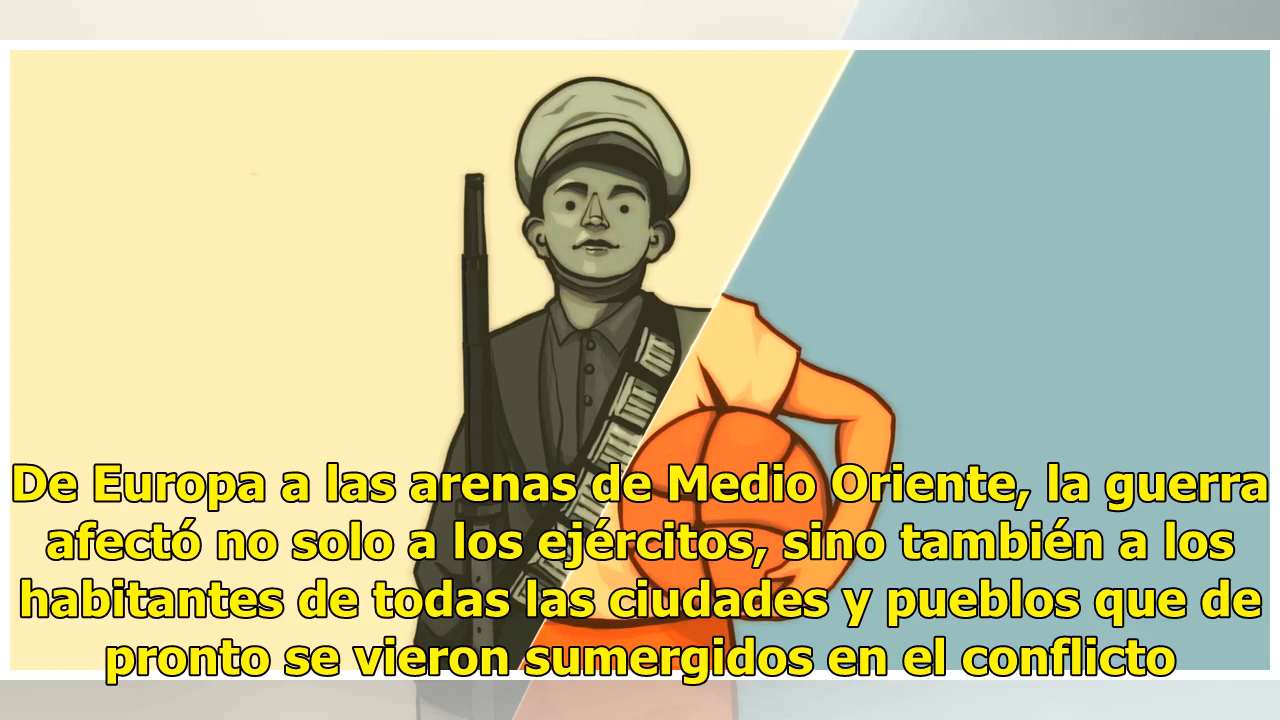 De Europa a las arenas de Medio Oriente, la guerra
afectó no solo a los ejércitos, sino también a los
habitantes de todas las ciudades y pueblos que de
pronto se vieron sumergidos en el conflicto